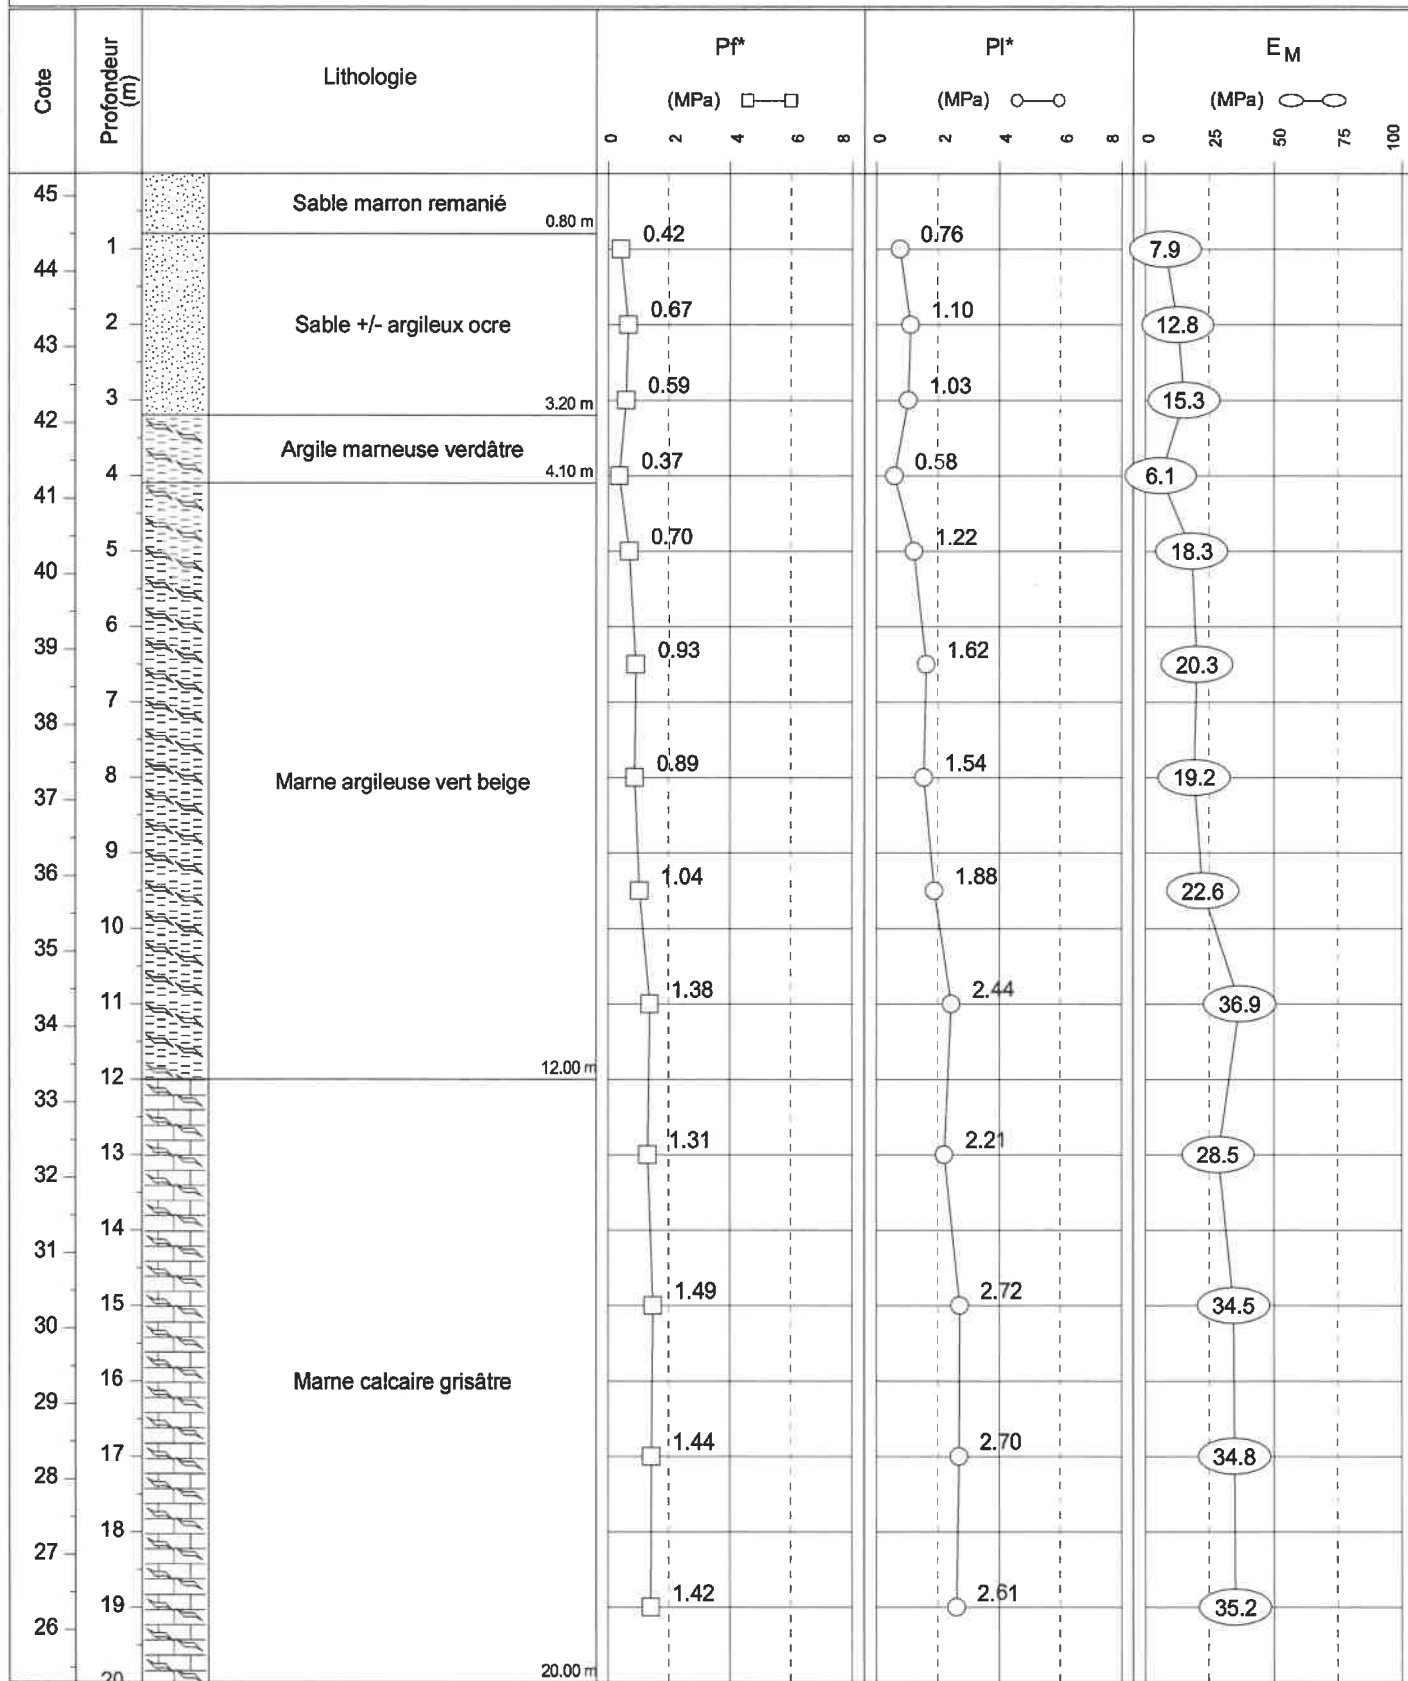 Cote
Profondeur
(m)
Lithologie
Pf*
(MPa)
0 2 4 6 8
Pl*
(MPa)
0 2 4 6 8
EM
(MPa)
0 25 50 75 100
45
Sable marron remanié
0.80 m
1 0.42 0.76 7.9
44
2 Sable +/- argileux ocre 0.67 1.10 12.8
43
3 0.59 1.03 15.3
3.20 m
42
Argile marneuse verdâtre
4 4.10 m 0.37 0.58 6.1
41
5 0.70 1.22 18.3
40
6
39 0.93 1.62 20.3
7
38
8 Marne argileuse vert beige 0.89 1.54 19.2
37
9
36 1.04 1.88 22.6
10
35
11 1.38 2.44 36.9
34
12 12.00 m
33
13 1.31 2.21 28.5
32
14
31
15 1.49 2.72 34.5
30
16 Marne calcaire grisâtre
29
17 1.44 2.70 34.8
28
18
27
19 1.42 2.61 35.2
26
20 20.00 m